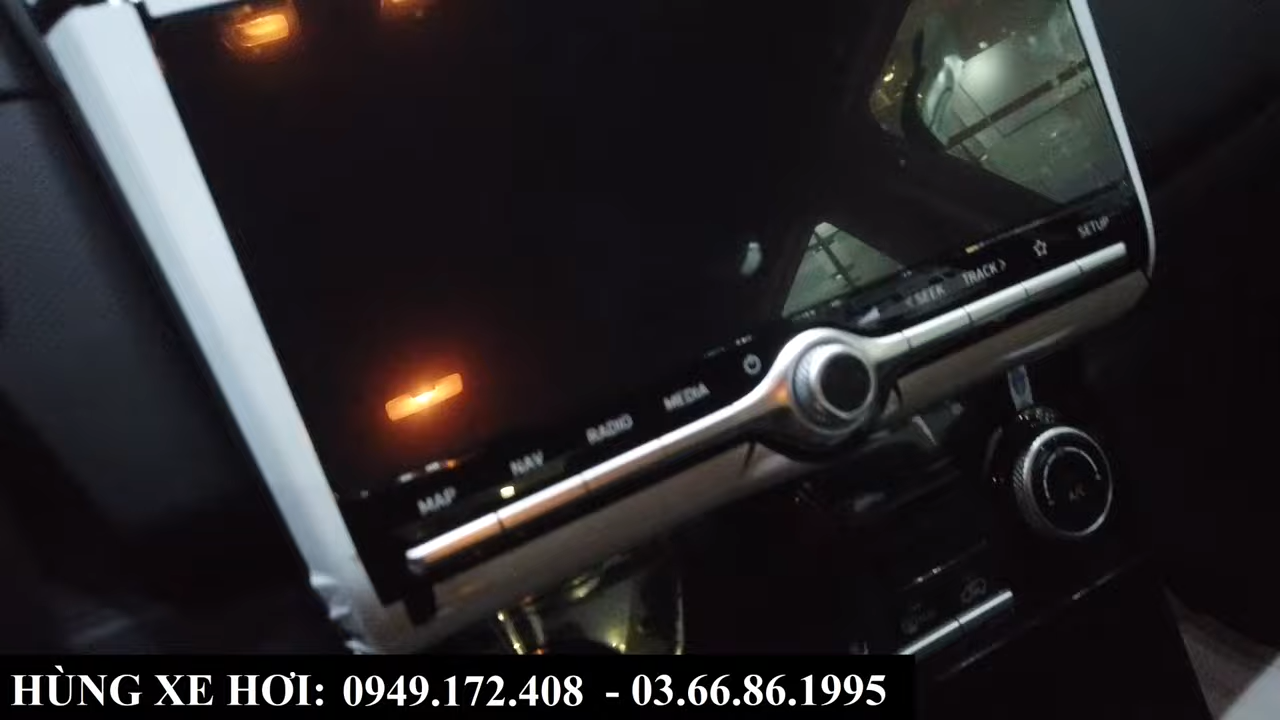 MAP NAV RADIO MEDIA < SEEK TRACK > SETUP
A/C
HÙNG XE HƠI: 0949.172.408 - 03.66.86.1995